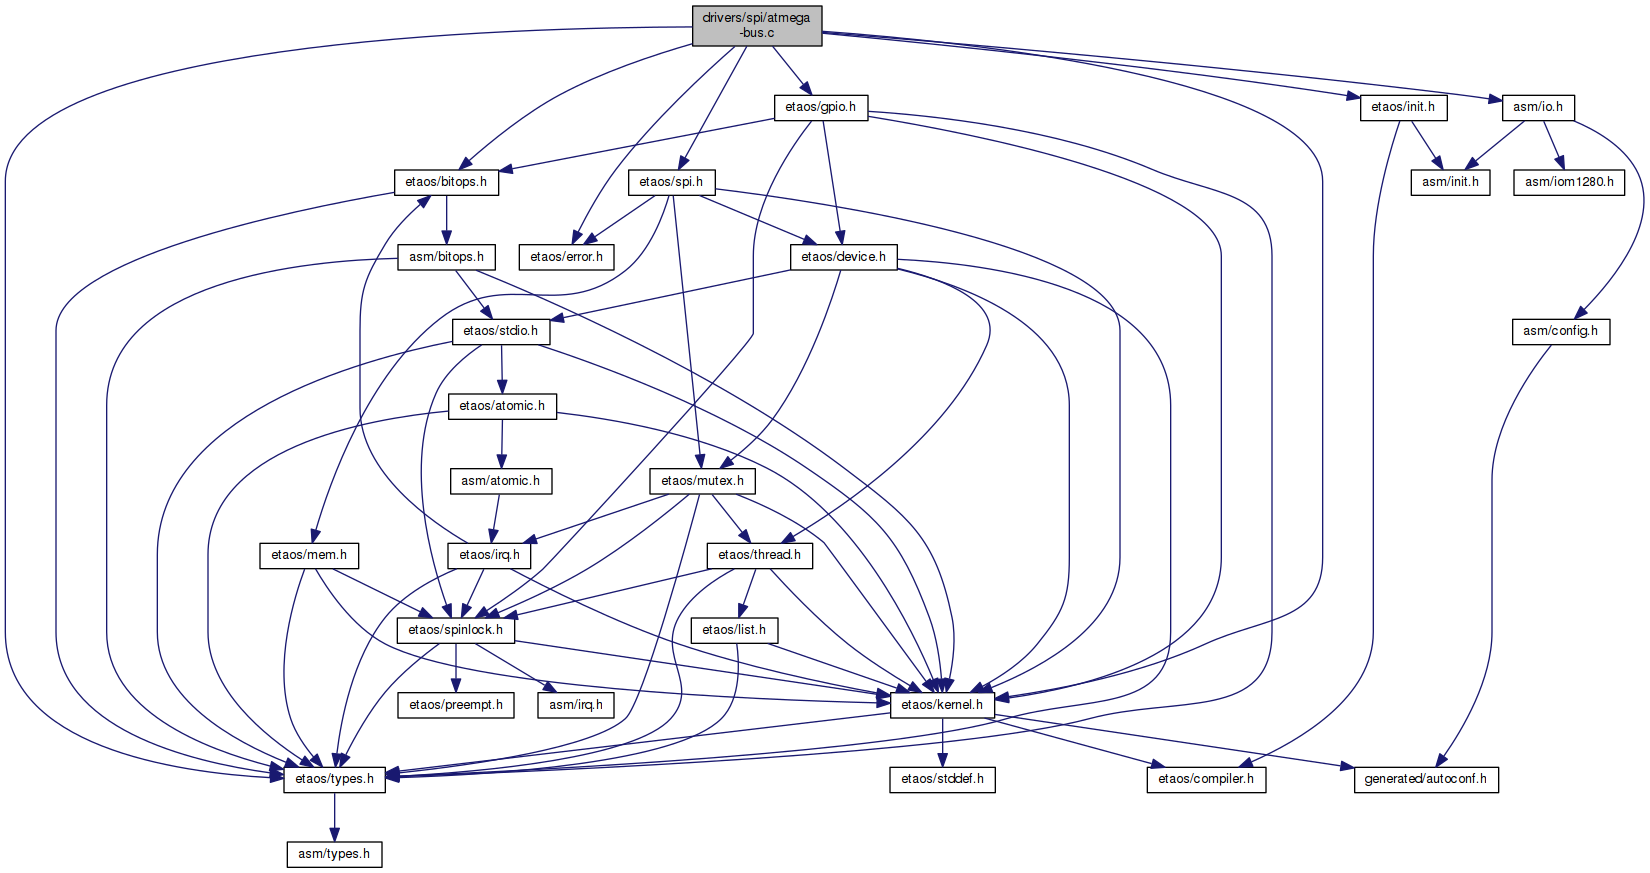 drivers/spi/atmega
-bus.c
etaos/gpio.h
etaos/init.h
asm/io.h
etaos/bitops.h
etaos/spi.h
asm/init.h
asm/iom1280.h
asm/bitops.h
etaos/error.h
etaos/device.h
etaos/stdio.h
asm/config.h
etaos/atomic.h
asm/atomic.h
etaos/mutex.h
etaos/mem.h
etaos/irq.h
etaos/thread.h
etaos/spinlock.h
etaos/list.h
etaos/preempt.h
asm/irq.h
etaos/kernel.h
etaos/types.h
etaos/stddef.h
etaos/compiler.h
generated/autoconf.h
asm/types.h